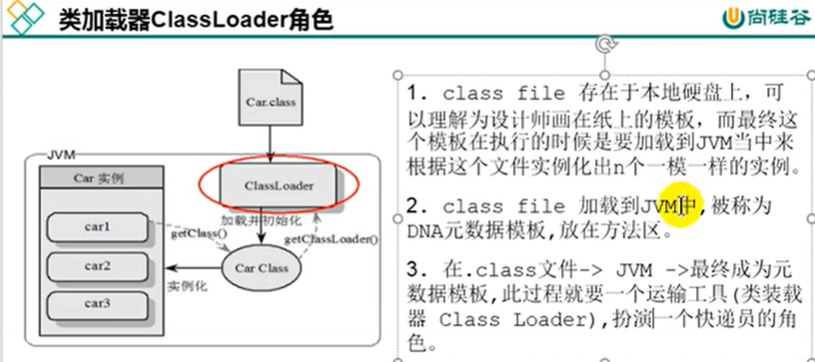 类加载器ClassLoader角色
尚硅谷
Car.class
JVM
Car 实例
ClassLoader
加载并初始化
car1
getClass()
getClassLoader()
car2
Car Class
实例化
car3
1. class file 存在于本地硬盘上，可
以理解为设计师画在纸上的模板，而最终这
个模板在执行的时候是要加载到JVM当中来
根据这个文件实例化出n个一模一样的实例。
2. class file 加载到JVM中,被称为
DNA元数据模板,放在方法区。
3. 在.class文件-> JVM ->最终成为元
数据模板,此过程就要一个运输工具(类装载
器 Class Loader),扮演一个快递员的角
色。